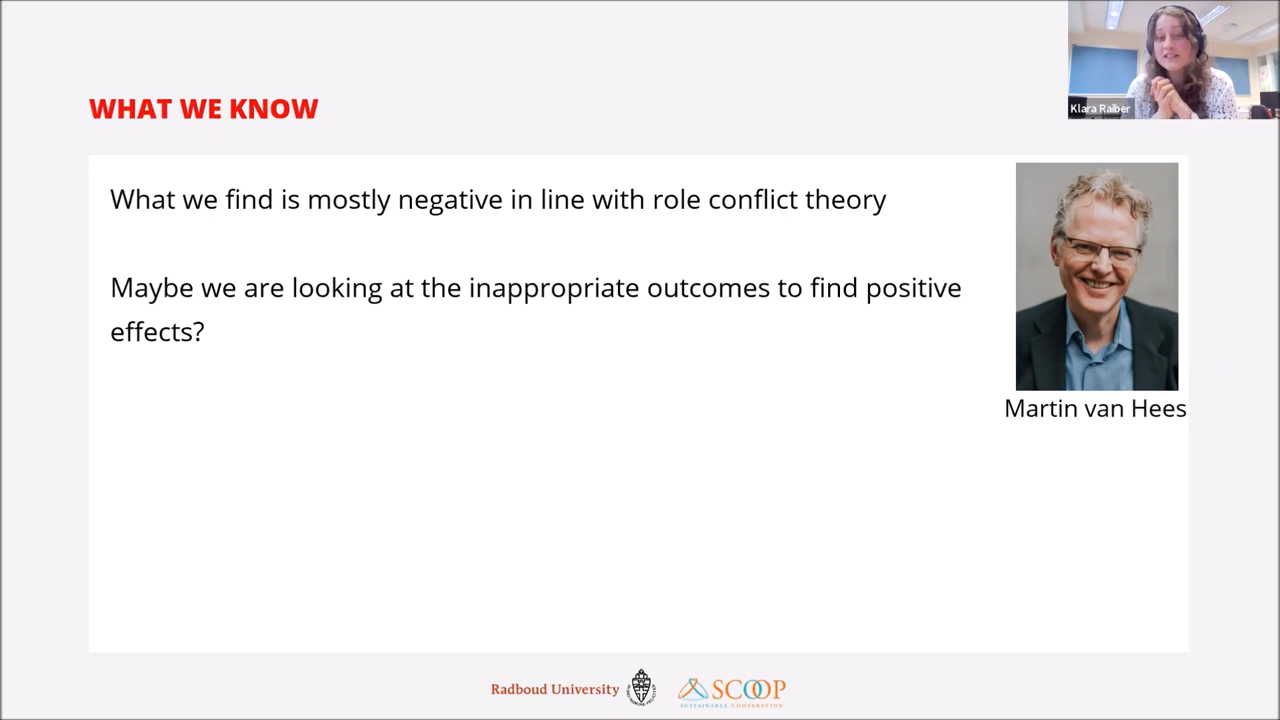 Klara Raiber
WHAT WE KNOW
What we find is mostly negative in line with role conflict theory
Maybe we are looking at the inappropriate outcomes to find positive
effects?
Martin van Hees
Radboud University
SCOOP
SUSTAINABLE COOPERATION